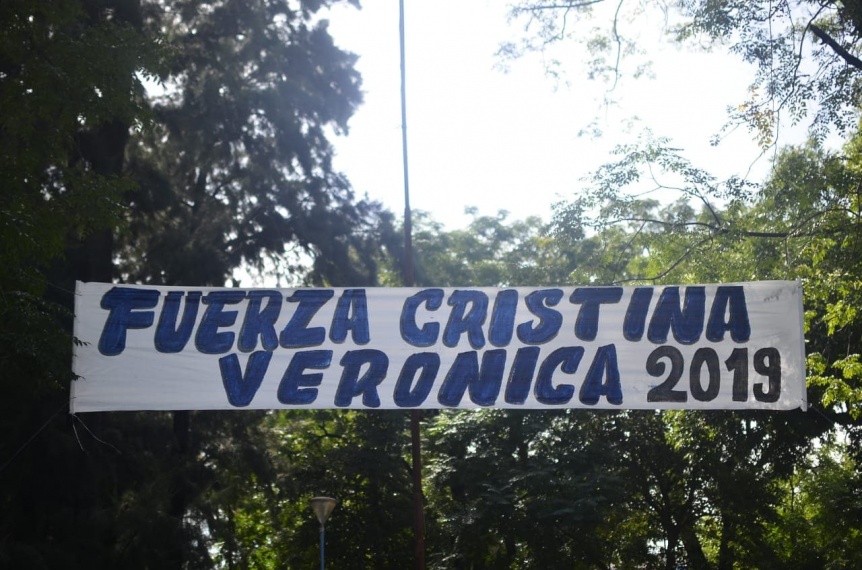 FUERZA CRISTINA
VERONICA 2019